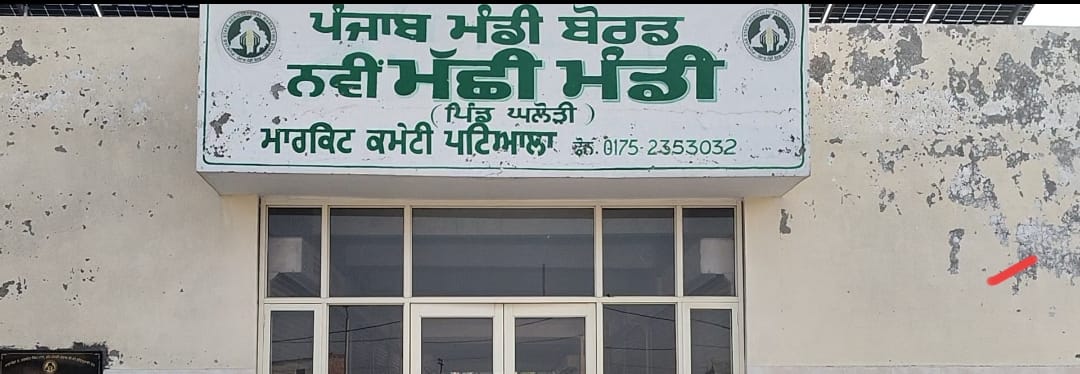 ਪੰਜਾਬ ਮੰਡੀ ਬੋਰਡ
ਨਵੀਂ ਮੱਛੀ ਮੰਡੀ
(ਪਿੰਡ ਘਲੌੜੀ)
ਮਾਰਕਿਟ ਕਮੇਟੀ ਪਟਿਆਲਾ ਫੋਨ. 0175-2353032